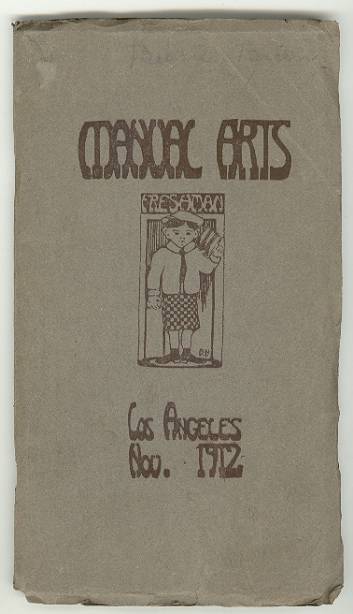 MANUAL ARTS
FRESHMAN
LOS ANGELES
NOV. 1912